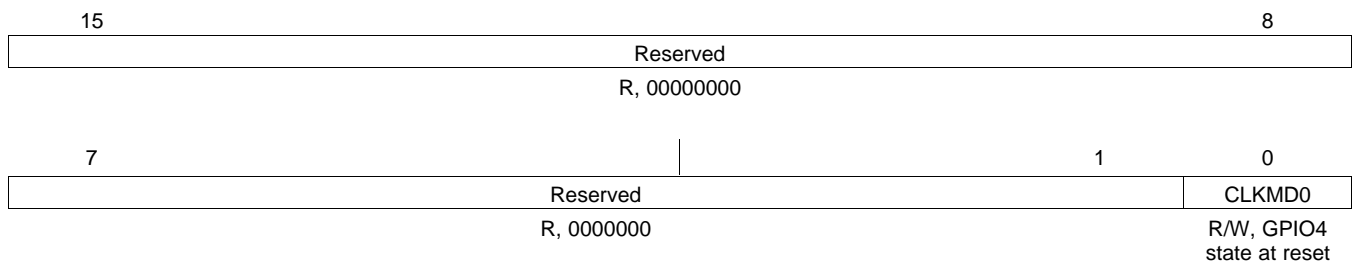 15 8
Reserved
R, 00000000
7 1 0
Reserved CLKMD0
R, 0000000 R/W, GPIO4
state at reset